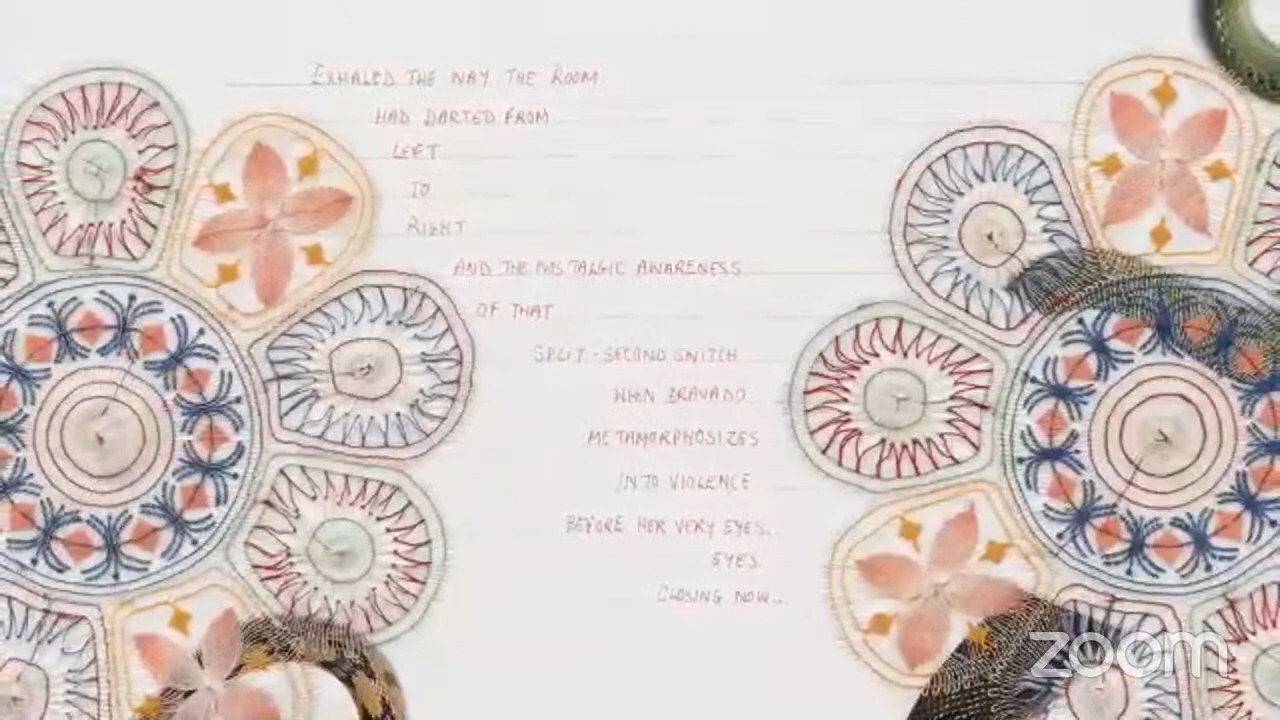 EXHALED THE WAY THE ROOM
HAD DARTED FROM
LEFT
TO
RIGHT
AND THE NOSTALGIC AWARENESS
OF THAT
SPLIT-SECOND SWITCH
WHEN BRAVADO
METAMORPHOSIZES
INTO VIOLENCE
BEFORE HER VERY EYES.
EYES
CLOSING NOW...
zoom